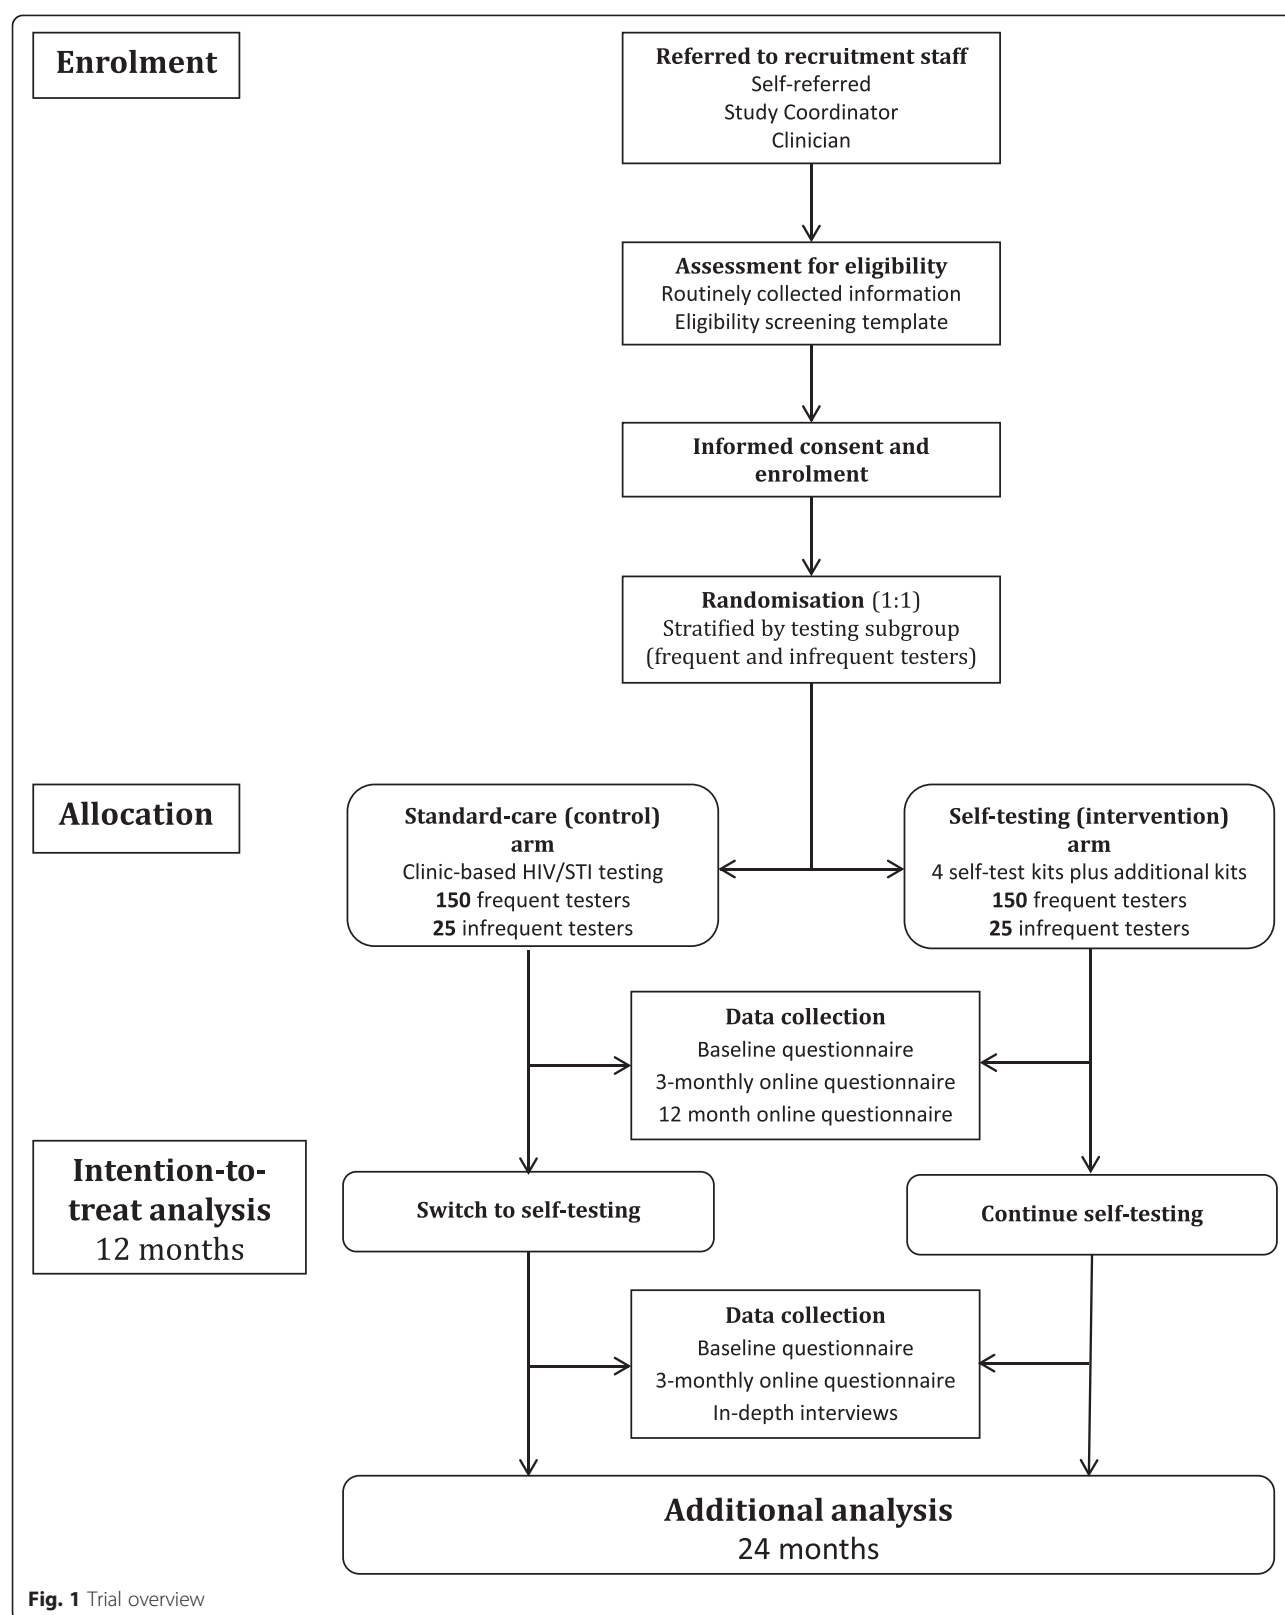 Enrolment
Referred to recruitment staff
Self-referred
Study Coordinator
Clinician
Assessment for eligibility
Routinely collected information
Eligibility screening template
Informed consent and
enrolment
Randomisation (1:1)
Stratified by testing subgroup
(frequent and infrequent testers)
Allocation
Standard-care (control)
arm
Clinic-based HIV/STI testing
150 frequent testers
25 infrequent testers
Self-testing (intervention)
arm
4 self-test kits plus additional kits
150 frequent testers
25 infrequent testers
Data collection
Baseline questionnaire
3-monthly online questionnaire
12 month online questionnaire
Intention-to-
treat analysis
12 months
Switch to self-testing
Continue self-testing
Data collection
Baseline questionnaire
3-monthly online questionnaire
In-depth interviews
Additional analysis
24 months
Fig. 1 Trial overview